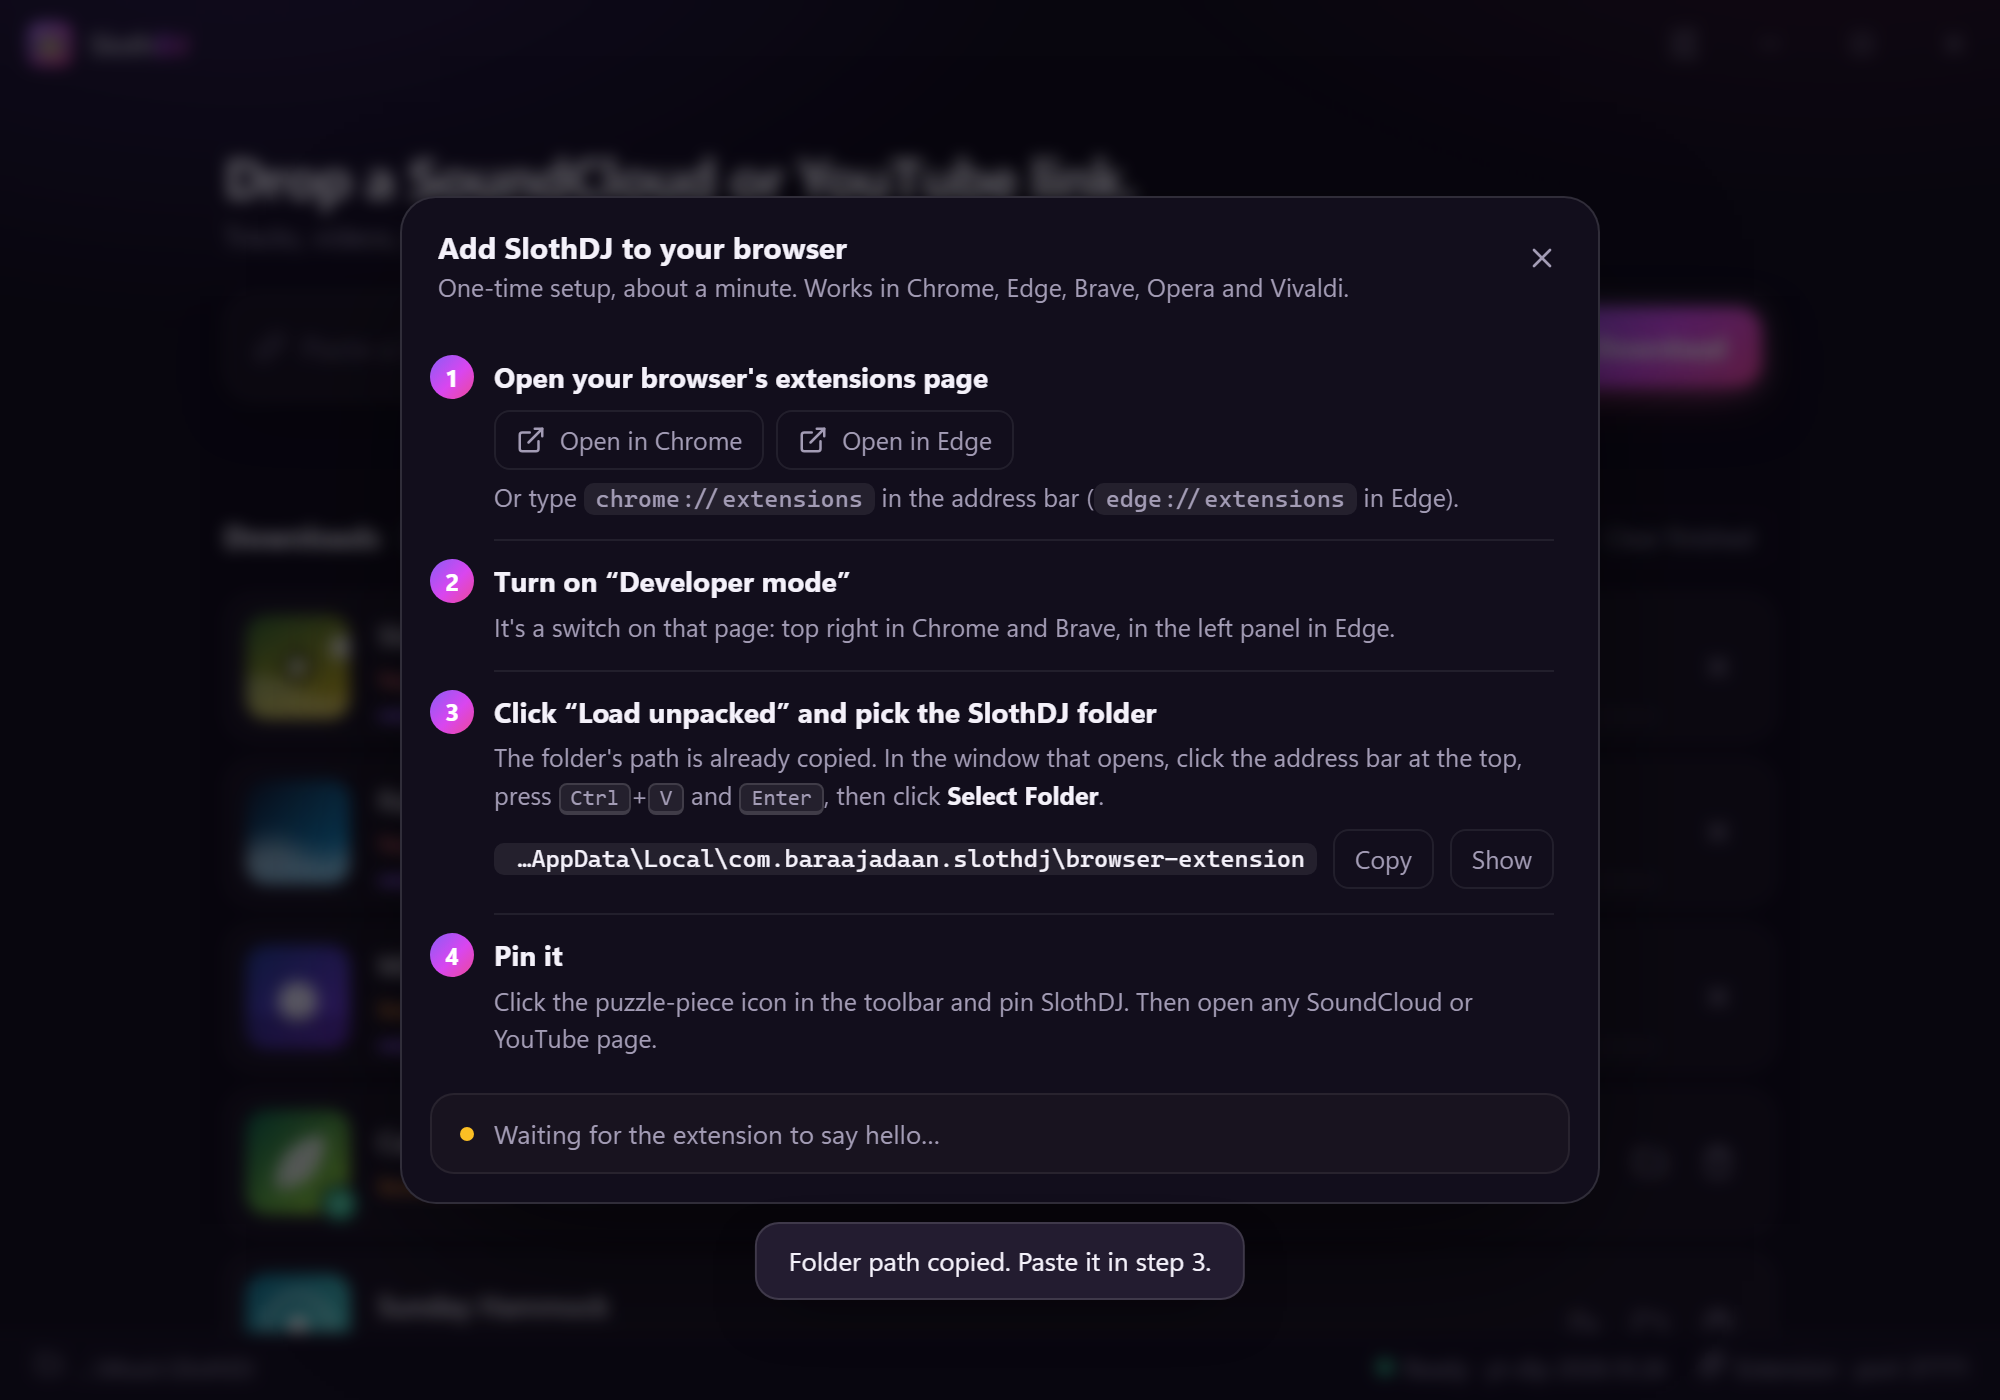 Drop a SoundCloud or YouTube link.
Add SlothDJ to your browser
One-time setup, about a minute. Works in Chrome, Edge, Brave, Opera and Vivaldi.
1 Open your browser's extensions page
Open in Chrome Open in Edge
Or type chrome://extensions in the address bar (edge://extensions in Edge).
Downloads
2 Turn on “Developer mode”
It's a switch on that page: top right in Chrome and Brave, in the left panel in Edge.
3 Click “Load unpacked” and pick the SlothDJ folder
The folder's path is already copied. In the window that opens, click the address bar at the top,
press Ctrl+V and Enter, then click Select Folder.
…AppData\Local\com.baraajadaan.slothdj\browser-extension Copy Show
4 Pin it
Click the puzzle-piece icon in the toolbar and pin SlothDJ. Then open any SoundCloud or
YouTube page.
Waiting for the extension to say hello…
Folder path copied. Paste it in step 3.